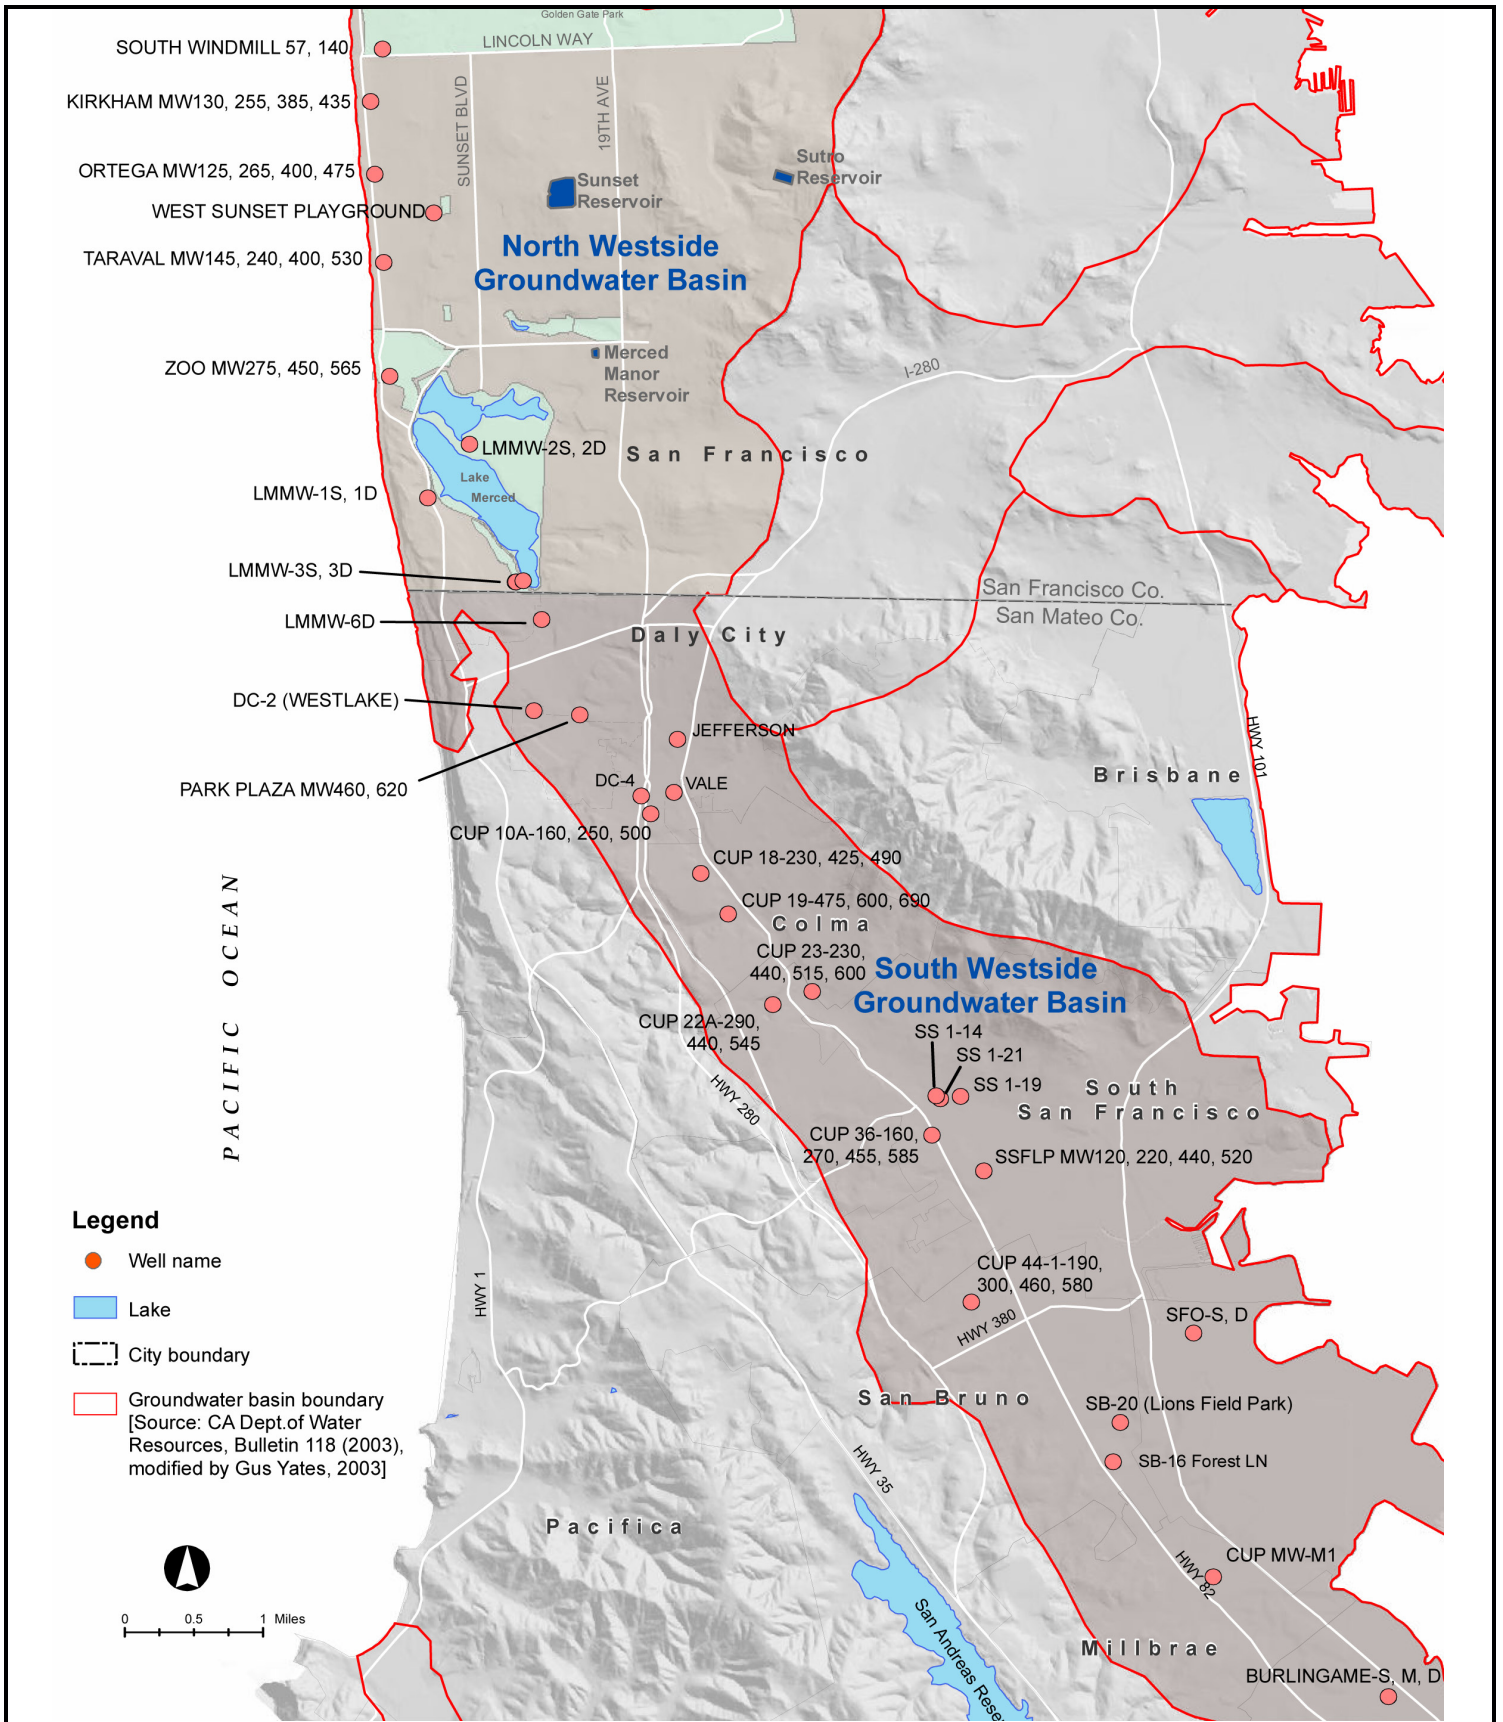 Golden Gate Park
SOUTH WINDMILL 57, 140
LINCOLN WAY
KIRKHAM MW130, 255, 385, 435
SUNSET BLVD
19TH AVE
ORTEGA MW125, 265, 400, 475
Sutro
Reservoir
Sunset
Reservoir
WEST SUNSET PLAYGROUND
North Westside
Groundwater Basin
TARAVAL MW145, 240, 400, 530
ZOO MW275, 450, 565
Merced
Manor
Reservoir
I-280
LMMW-2S, 2D
San Francisco
Lake
Merced
LMMW-1S, 1D
LMMW-3S, 3D
San Francisco Co.
San Mateo Co.
LMMW-6D
Daly City
DC-2 (WESTLAKE)
JEFFERSON
HWY 101
Brisbane
PARK PLAZA MW460, 620
DC-4
VALE
CUP 10A-160, 250, 500
CUP 18-230, 425, 490
CUP 19-475, 600, 690
Colma
PACIFIC OCEAN
CUP 23-230,
440, 515, 600
South Westside
Groundwater Basin
CUP 22A-290,
440, 545
SS 1-14
SS 1-21
SS 1-19
South
San Francisco
HWY 280
CUP 36-160,
270, 455, 585
SSFLP MW120, 220, 440, 520
Legend
Well name
Lake
City boundary
Groundwater basin boundary
[Source: CA Dept.of Water
Resources, Bulletin 118 (2003),
modified by Gus Yates, 2003]
HWY 1
CUP 44-1-190,
300, 460, 580
HWY 380
SFO-S, D
San Bruno
SB-20 (Lions Field Park)
SB-16 Forest LN
HWY 35
Pacifica
CUP MW-M1
HWY 82
San Andreas Reser
Millbrae
BURLINGAME-S, M, D
0 0.5 1 Miles